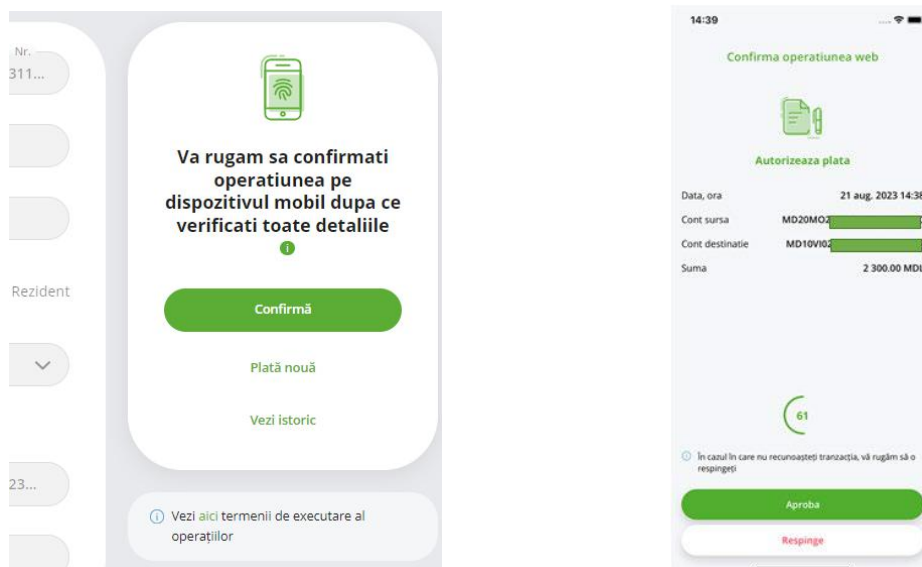 Nr.
311...
Rezident
23...
Va rugam sa confirmati
operatiunea pe
dispozitivul mobil dupa ce
verificati toate detaliile
Confirmă
Plată nouă
Vezi istoric
Vezi aici termenii de executare al
operațiilor
14:39
Confirma operatiunea web
Autorizeaza plata
Data, ora 21 aug. 2023 14:38
Cont sursa MD20MO2
Cont destinatie MD10VI02
Suma 2 300.00 MDL
61
În cazul în care nu recunoașteți tranzacția, vă rugăm să o
respingeți
Aproba
Respinge